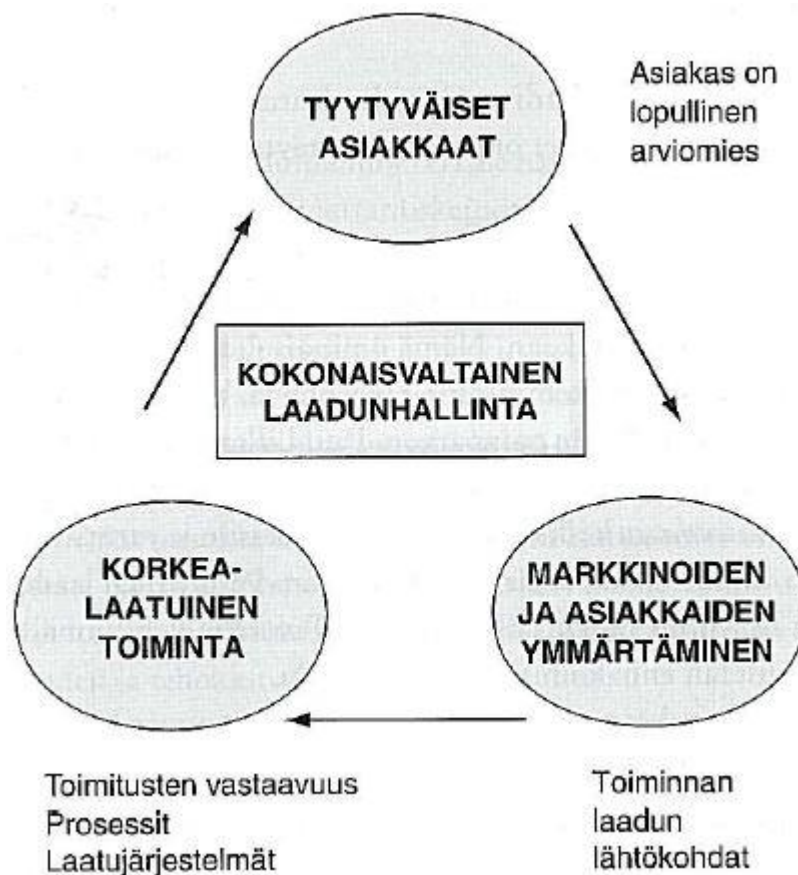 TYYTYVÄISET
ASIAKKAAT
Asiakas on
lopullinen
arviomies
KOKONAISVALTAINEN
LAADUNHALLINTA
KORKEA-
LAATUINEN
TOIMINTA
MARKKINOIDEN
JA ASIAKKAIDEN
YMMÄRTÄMINEN
Toimitusten vastaavuus
Prosessit
Laatujärjestelmät
Toiminnan
laadun
lähtökohdat